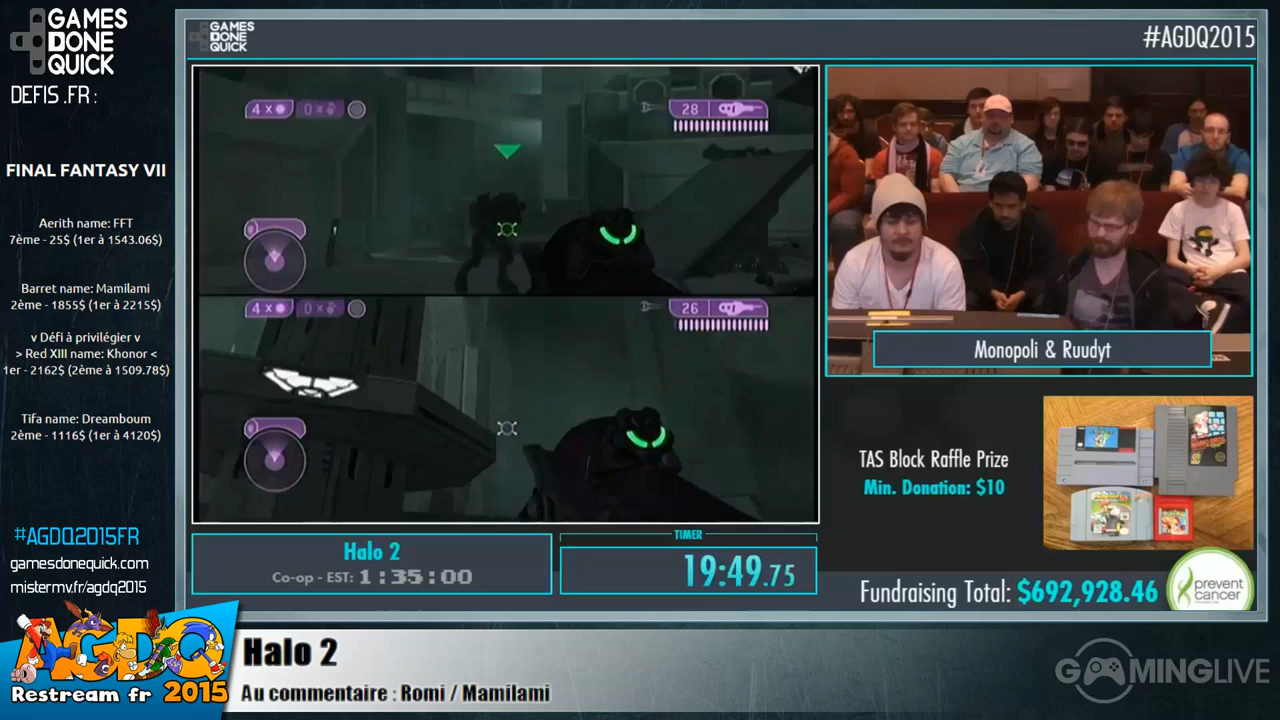 GAMES
DONE
QUICK
DEFIS .FR :
FINAL FANTASY VII
Aerith name: FFT
7ème - 25$ (1er à 1543.06$)
Barret name: Mamilami
2ème - 1855$ (1er à 2215$)
v Défi à privilégier v
> Red XIII name: Khonor <
1er - 2162$ (2ème à 1509.78$)
Tifa name: Dreamboum
2ème - 1116$ (1er à 4120$)
#AGDQ2015FR
gamesdonequick.com
mistermv.fr/agdq2015
AGDQ
Restream fr 2015
GAMES
DONE
QUICK
#AGDQ2015
4 x
0 x
28
4 x
0 x
26
Monopoli & Ruudyt
TAS Block Raffle Prize
Min. Donation: $10
Halo 2
Co-op - EST: 1:35:00
TIMER
19:49.75
Fundraising Total: $692,928.46
prevent
cancer
Halo 2
Au commentaire : Romi / Mamilami
GAMINGLIVE